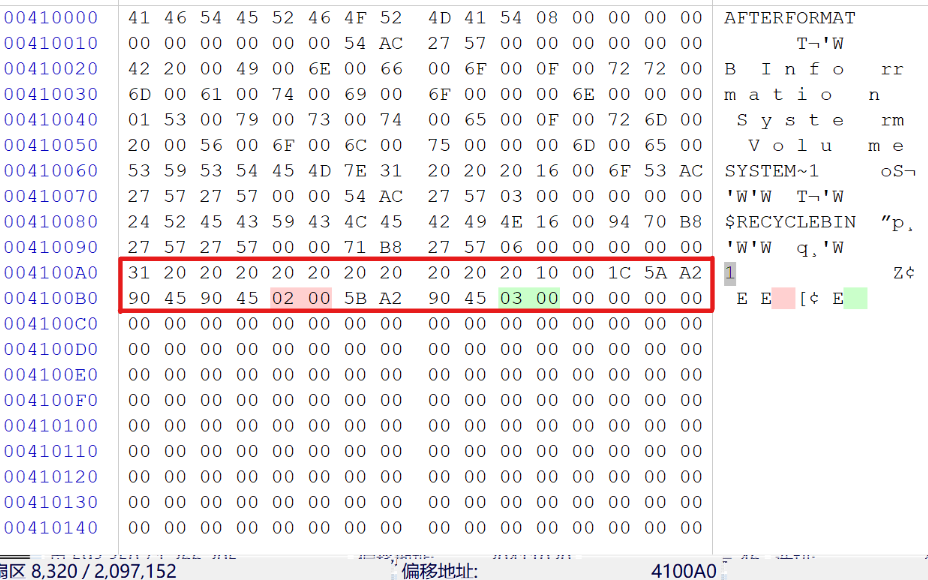 00410000 41 46 54 45 52 46 4F 52 4D 41 54 08 00 00 00 00 AFTERFORMAT
00410010 00 00 00 00 00 00 54 AC 27 57 00 00 00 00 00 00 T¬'W
00410020 42 20 00 49 00 6E 00 66 00 6F 00 0F 00 72 72 00 B I n f o rr
00410030 6D 00 61 00 74 00 69 00 6F 00 00 00 6E 00 00 00 m a t i o n
00410040 01 53 00 79 00 73 00 74 00 65 00 0F 00 72 6D 00 S y s t e rm
00410050 20 00 56 00 6F 00 6C 00 75 00 00 00 6D 00 65 00 V o l u m e
00410060 53 59 53 54 45 4D 7E 31 20 20 20 16 00 6F 53 AC SYSTEM~1 oS¬
00410070 27 57 27 57 00 00 54 AC 27 57 03 00 00 00 00 00 'W'W T¬'W
00410080 24 52 45 43 59 43 4C 45 42 49 4E 16 00 94 70 B8 $RECYCLEBIN ”p¸
00410090 27 57 27 57 00 00 71 B8 27 57 06 00 00 00 00 00 'W'W q¸'W
004100A0 31 20 20 20 20 20 20 20 20 20 20 10 00 1C 5A A2 1 Z¢
004100B0 90 45 90 45 02 00 5B A2 90 45 03 00 00 00 00 00 E E [¢ E
004100C0 00 00 00 00 00 00 00 00 00 00 00 00 00 00 00 00
004100D0 00 00 00 00 00 00 00 00 00 00 00 00 00 00 00 00
004100E0 00 00 00 00 00 00 00 00 00 00 00 00 00 00 00 00
004100F0 00 00 00 00 00 00 00 00 00 00 00 00 00 00 00 00
00410100 00 00 00 00 00 00 00 00 00 00 00 00 00 00 00 00
00410110 00 00 00 00 00 00 00 00 00 00 00 00 00 00 00 00
00410120 00 00 00 00 00 00 00 00 00 00 00 00 00 00 00 00
00410130 00 00 00 00 00 00 00 00 00 00 00 00 00 00 00 00
00410140 00 00 00 00 00 00 00 00 00 00 00 00 00 00 00 00
扇区 8,320 / 2,097,152 偏移地址: 4100A0